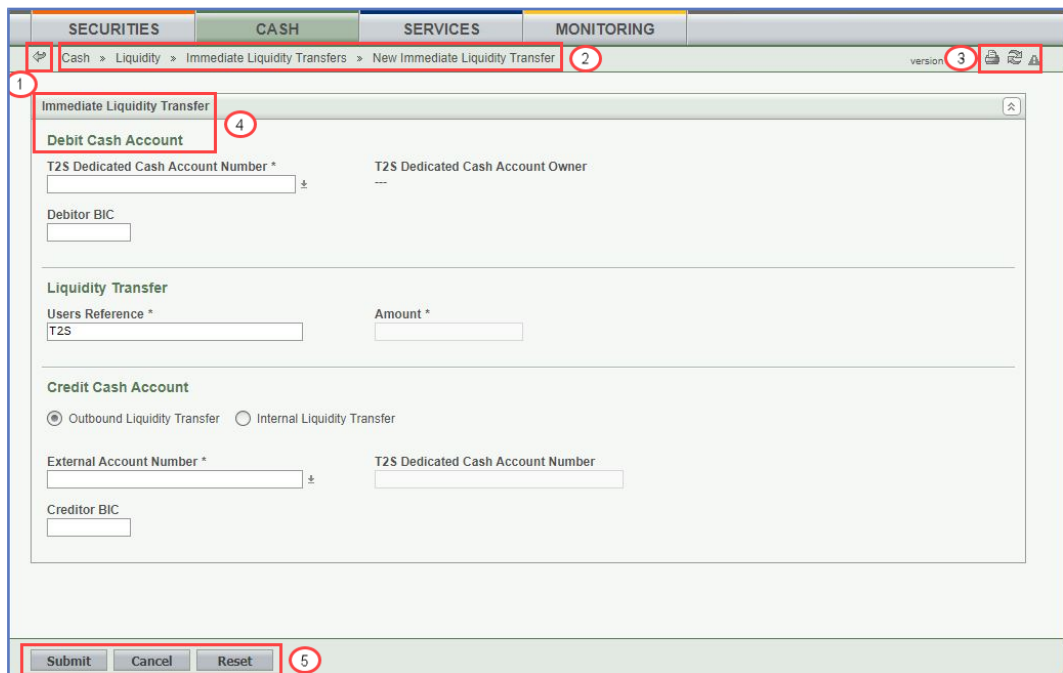 SECURITIES CASH SERVICES MONITORING
Cash » Liquidity » Immediate Liquidity Transfers » New Immediate Liquidity Transfer 2 version 3
1
Immediate Liquidity Transfer
4
Debit Cash Account
T2S Dedicated Cash Account Number * T2S Dedicated Cash Account Owner
---
Debitor BIC
Liquidity Transfer
Users Reference * Amount *
T2S
Credit Cash Account
Outbound Liquidity Transfer Internal Liquidity Transfer
External Account Number * T2S Dedicated Cash Account Number
Creditor BIC
Submit Cancel Reset 5